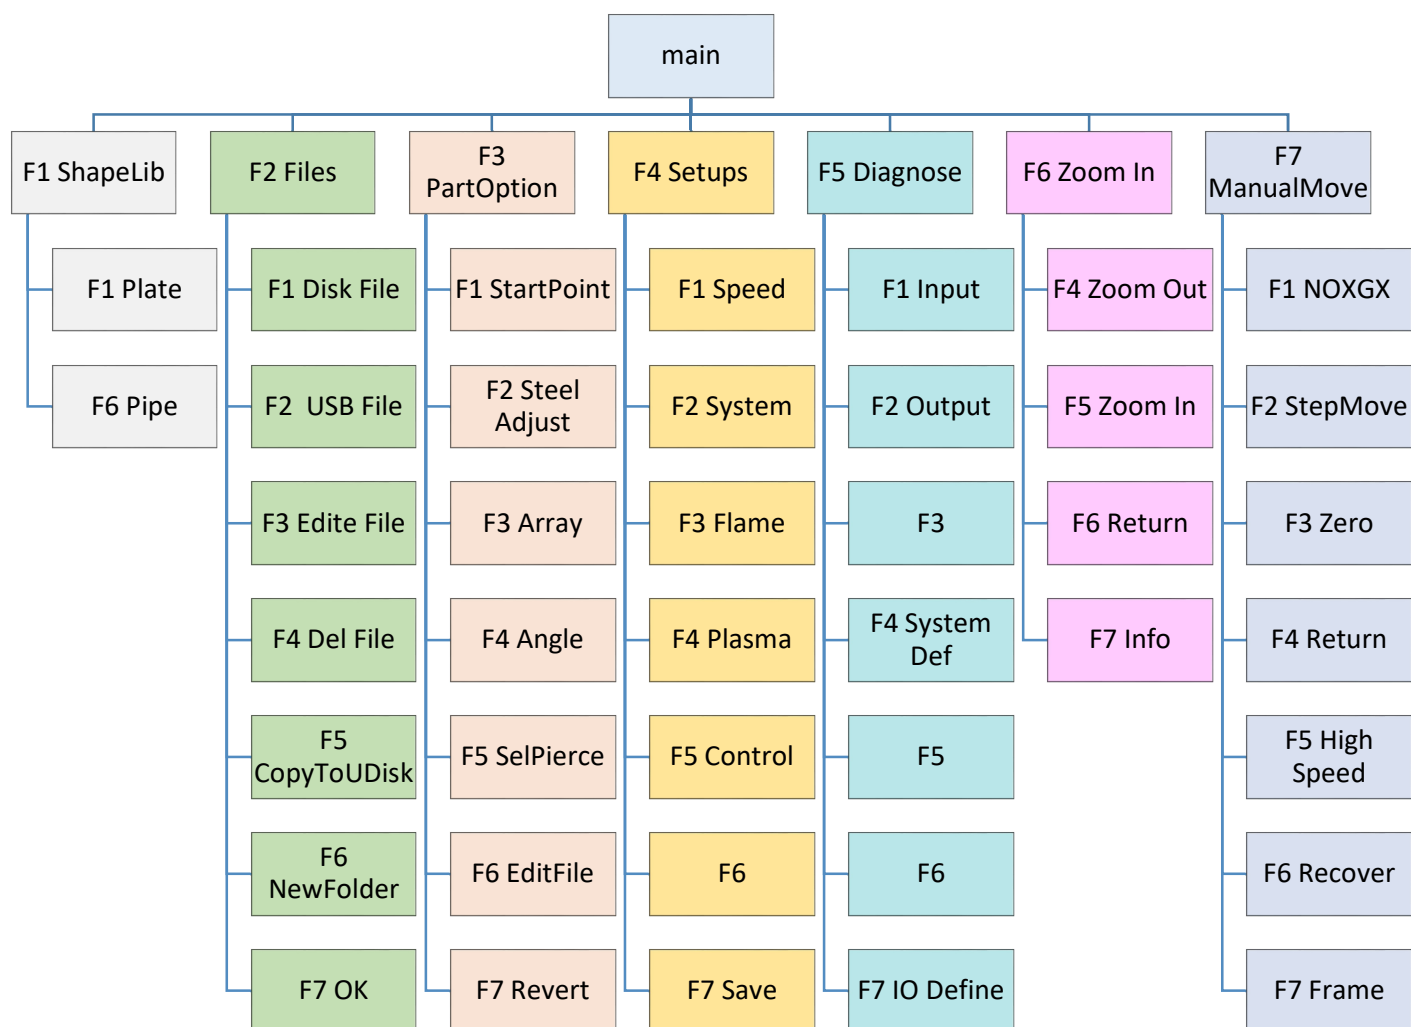 main
F1 ShapeLib
F2 Files
F3
PartOption
F4 Setups
F5 Diagnose
F6 Zoom In
F7
ManualMove
F1 Plate
F6 Pipe
F1 Disk File
F2  USB File
F3 Edite File
F4 Del File
F5
CopyToUDisk
F6
NewFolder
F7 OK
F1 StartPoint
F2 Steel
Adjust
F3 Array
F4 Angle
F5 SelPierce
F6 EditFile
F7 Revert
F1 Speed
F2 System
F3 Flame
F4 Plasma
F5 Control
F6
F7 Save
F1 Input
F2 Output
F3
F4 System
Def
F5
F6
F7 IO Define
F4 Zoom Out
F5 Zoom In
F6 Return
F7 Info
F1 NOXGX
F2 StepMove
F3 Zero
F4 Return
F5 High
Speed
F6 Recover
F7 Frame